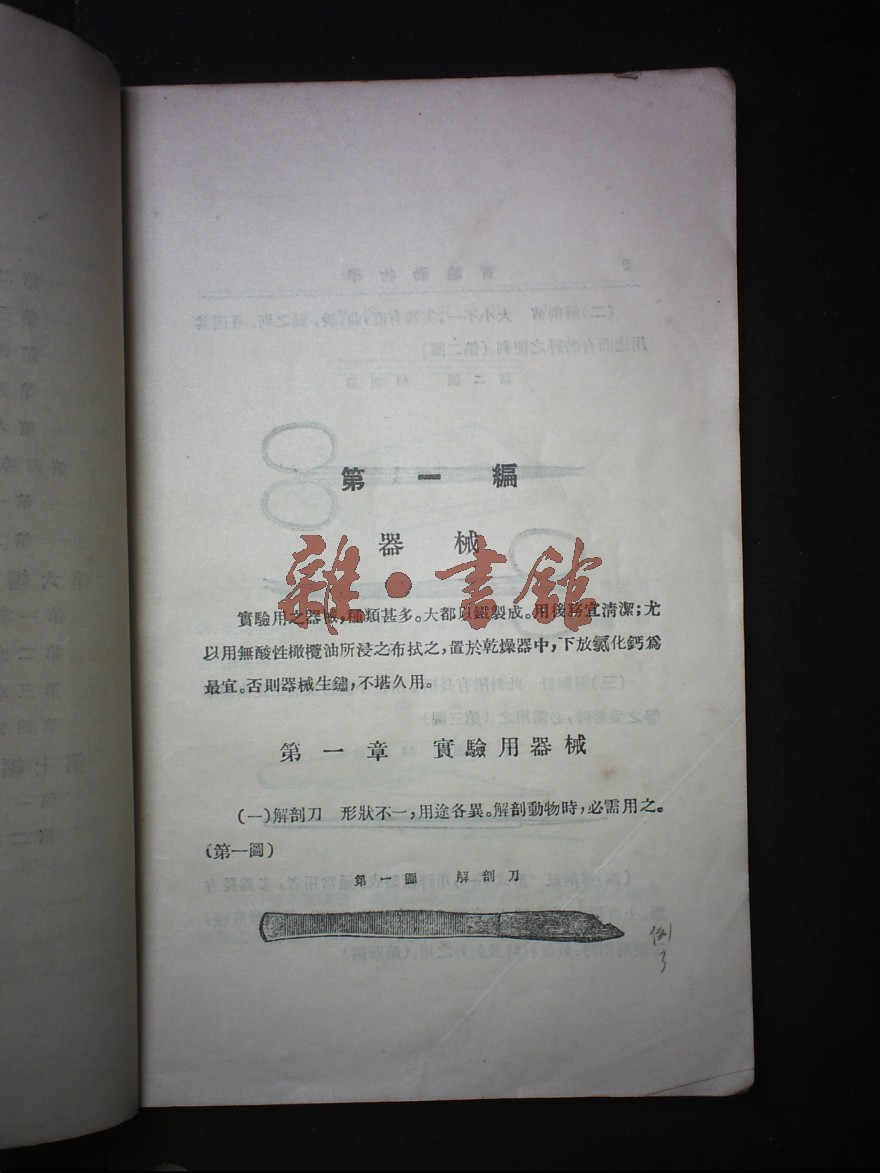 第一編
器械
雜·書館
實驗用之器械，種類甚多。大都以鐵製成。用後務宜清潔；尤
以用無酸性橄欖油所浸之布拭之，置於乾燥器中，下放氯化鈣爲
最宜。否則器械生鏽，不堪久用。
第一章 實驗用器械
(一)解剖刀 形狀不一，用途各異。解剖動物時，必需用之。
(第一圖)
第一圖 解剖刀
倒
了